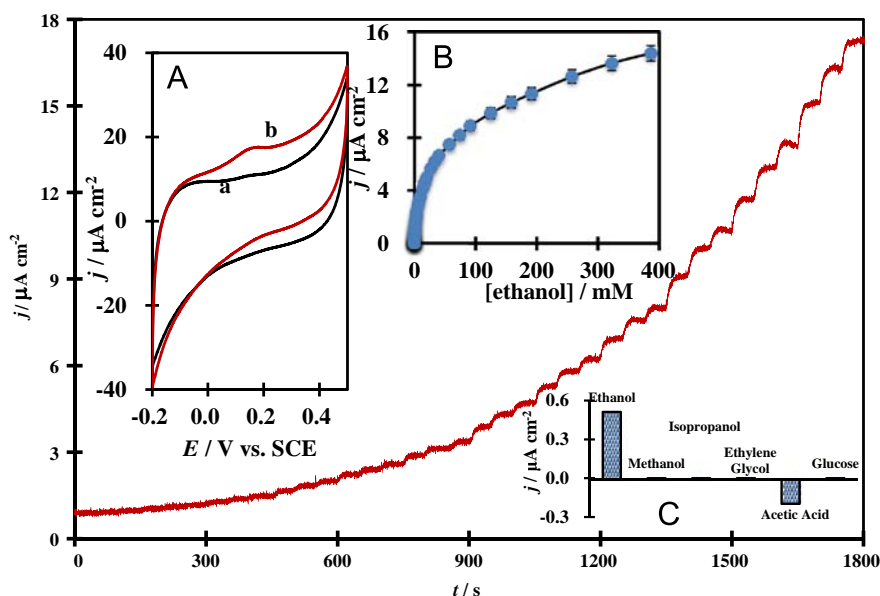 18
15
12
9
6
3
0
j / µA cm-2
0
300
600
900
1200
1500
1800
t / s
A
40
20
0
-20
-40
j / µA cm-2
b
a
-0.2
0.0
0.2
0.4
E / V vs. SCE
B
16
12
8
4
0
j / µA cm-2
0
100
200
300
400
[ethanol] / mM
0.6
0.3
0.0
-0.3
j / µA cm-2
Ethanol
Isopropanol
Methanol
Ethylene
Glycol
Glucose
Acetic Acid
C